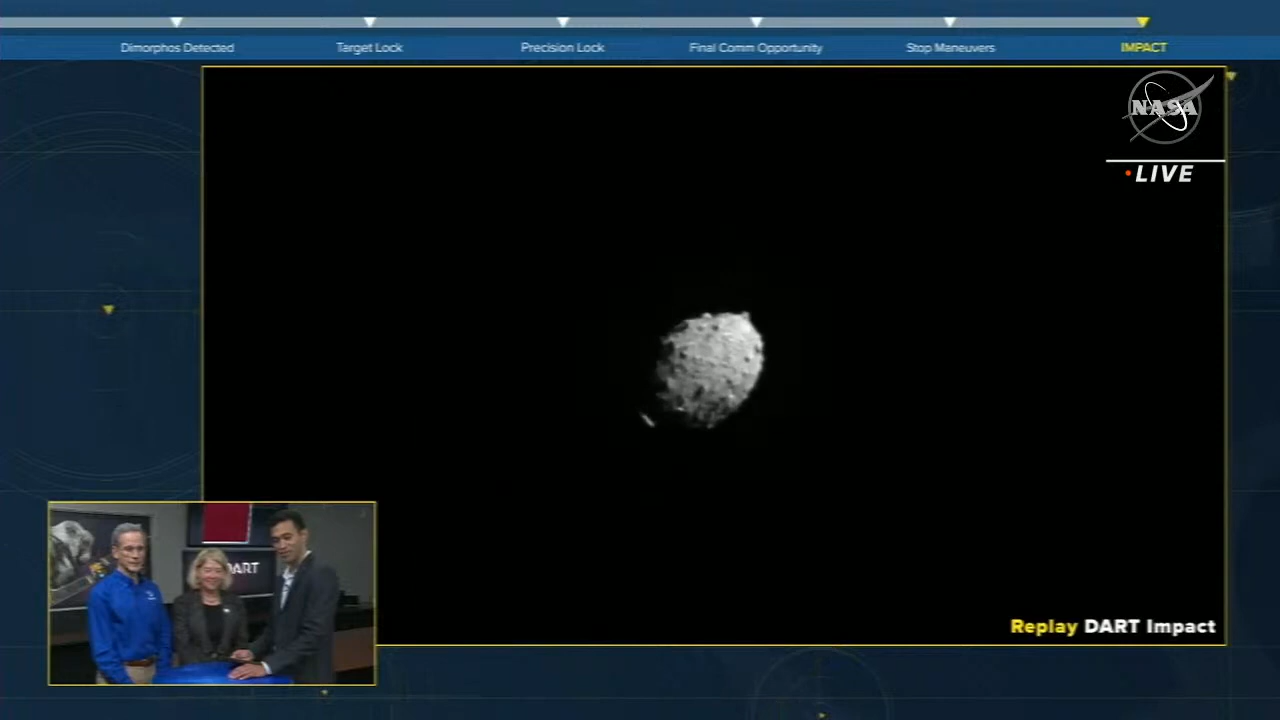 Dimorphos Detected
Target Lock
Precision Lock
Final Comm Opportunity
Stop Maneuvers
IMPACT
NASA
LIVE
DART
Replay DART Impact